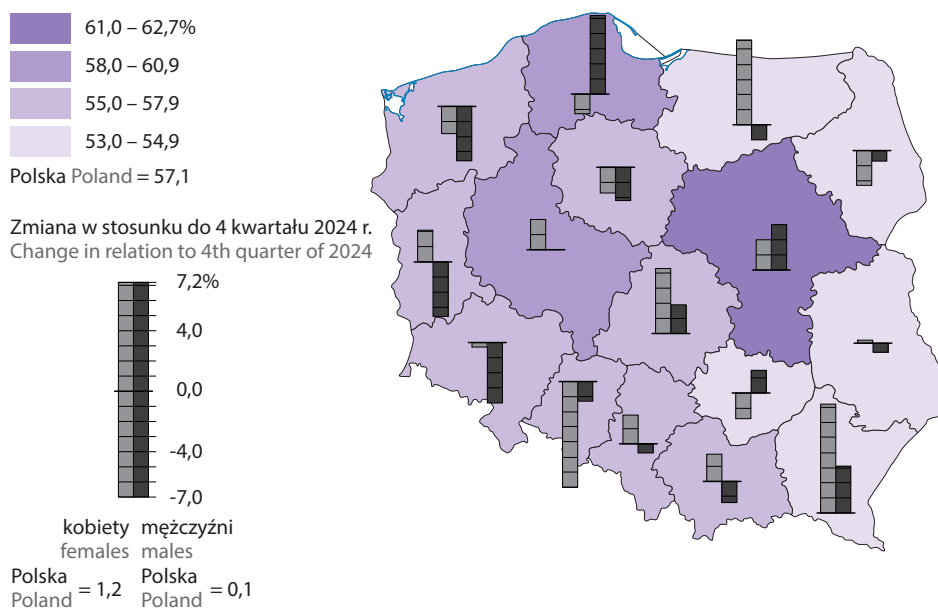 61,0 – 62,7%
58,0 – 60,9
55,0 – 57,9
53,0 – 54,9
Polska Poland = 57,1
Zmiana w stosunku do 4 kwartału 2024 r.
Change in relation to 4th quarter of 2024
7,2%
4,0
0,0
-4,0
-7,0
kobiety mężczyźni
females males
Polska Poland = 1,2 Polska Poland = 0,1